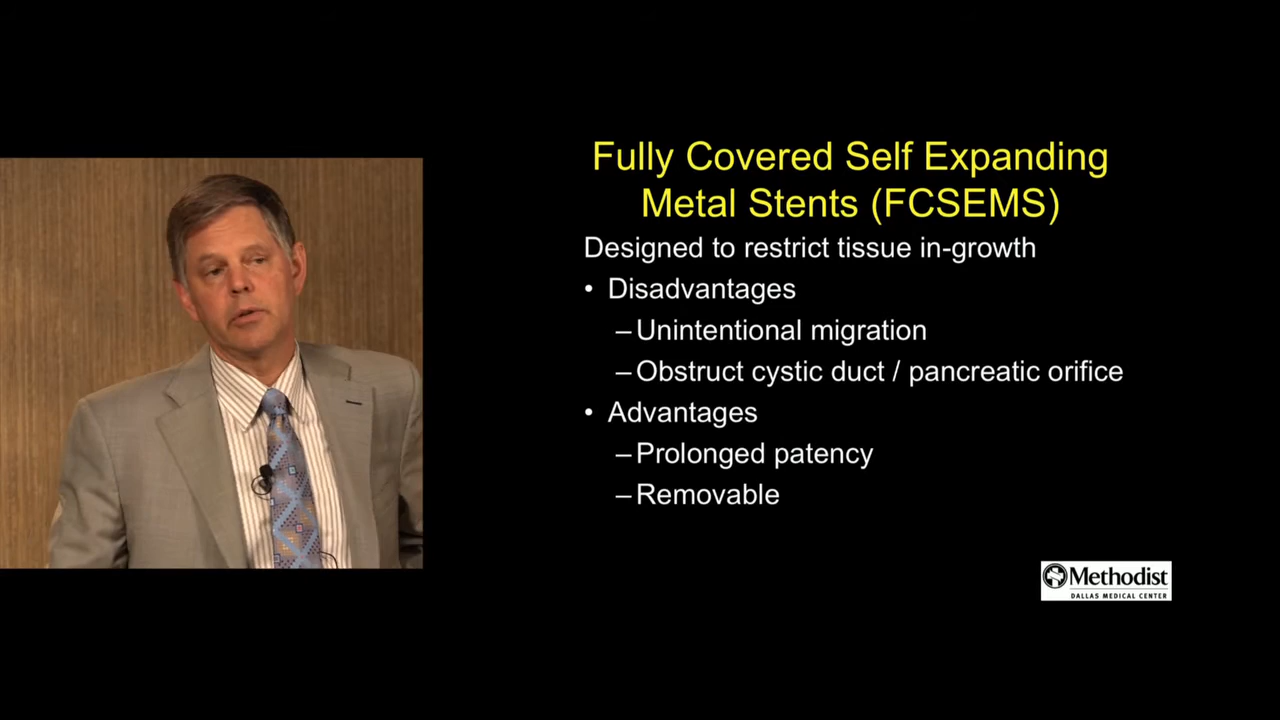 Fully Covered Self Expanding
Metal Stents (FCSEMS)
Designed to restrict tissue in-growth
• Disadvantages
–Unintentional migration
–Obstruct cystic duct / pancreatic orifice
• Advantages
–Prolonged patency
–Removable
Methodist
DALLAS MEDICAL CENTER